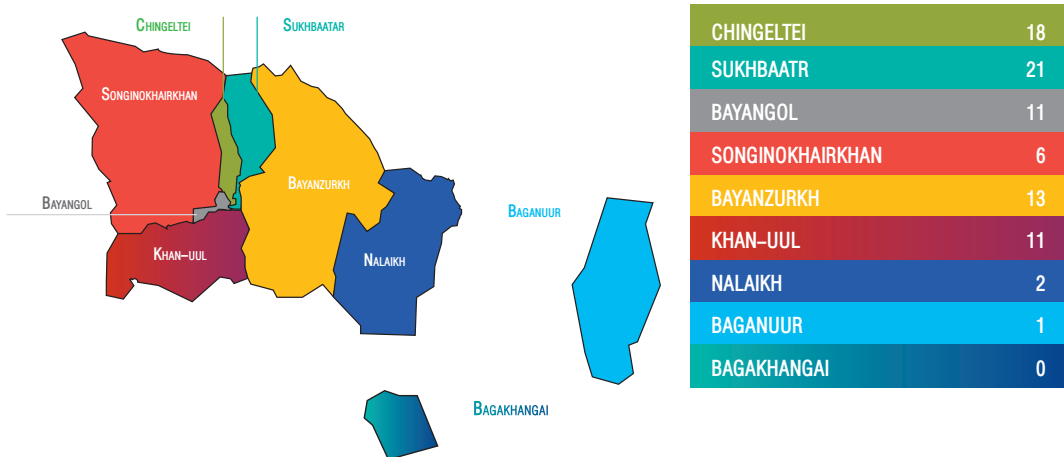 CHINGELTEI
SUKHBAATAR
SONGINOKHAIRKHAN
BAYANZURKH
BAYANGOL
BAGANUUR
KHAN-UUL
NALAIKH
BAGAKHANGAI
CHINGELTEI 18
SUKHBAATR 21
BAYANGOL 11
SONGINOKHAIRKHAN 6
BAYANZURKH 13
KHAN-UUL 11
NALAIKH 2
BAGANUUR 1
BAGAKHANGAI 0